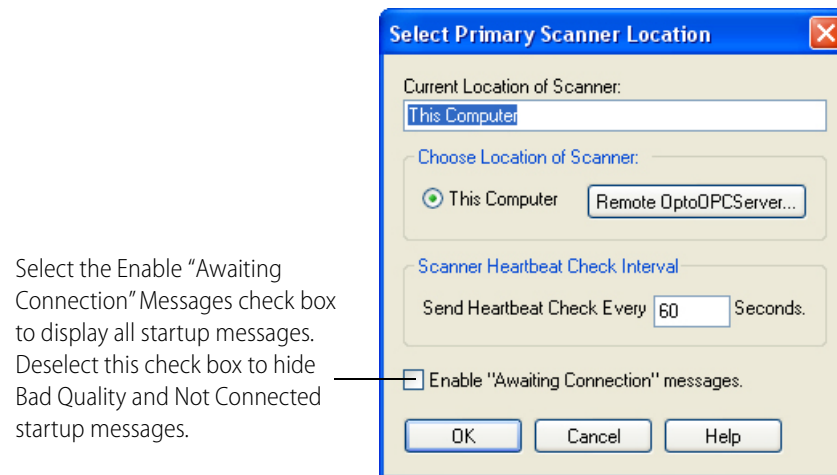 Select Primary Scanner Location
Current Location of Scanner:
This Computer
Choose Location of Scanner:
This Computer
Remote OptoOPCServer...
Scanner Heartbeat Check Interval
Send Heartbeat Check Every 60 Seconds.
Select the Enable “Awaiting
Connection” Messages check box
to display all startup messages.
Deselect this check box to hide
Bad Quality and Not Connected
startup messages.
Enable "Awaiting Connection" messages.
OK
Cancel
Help